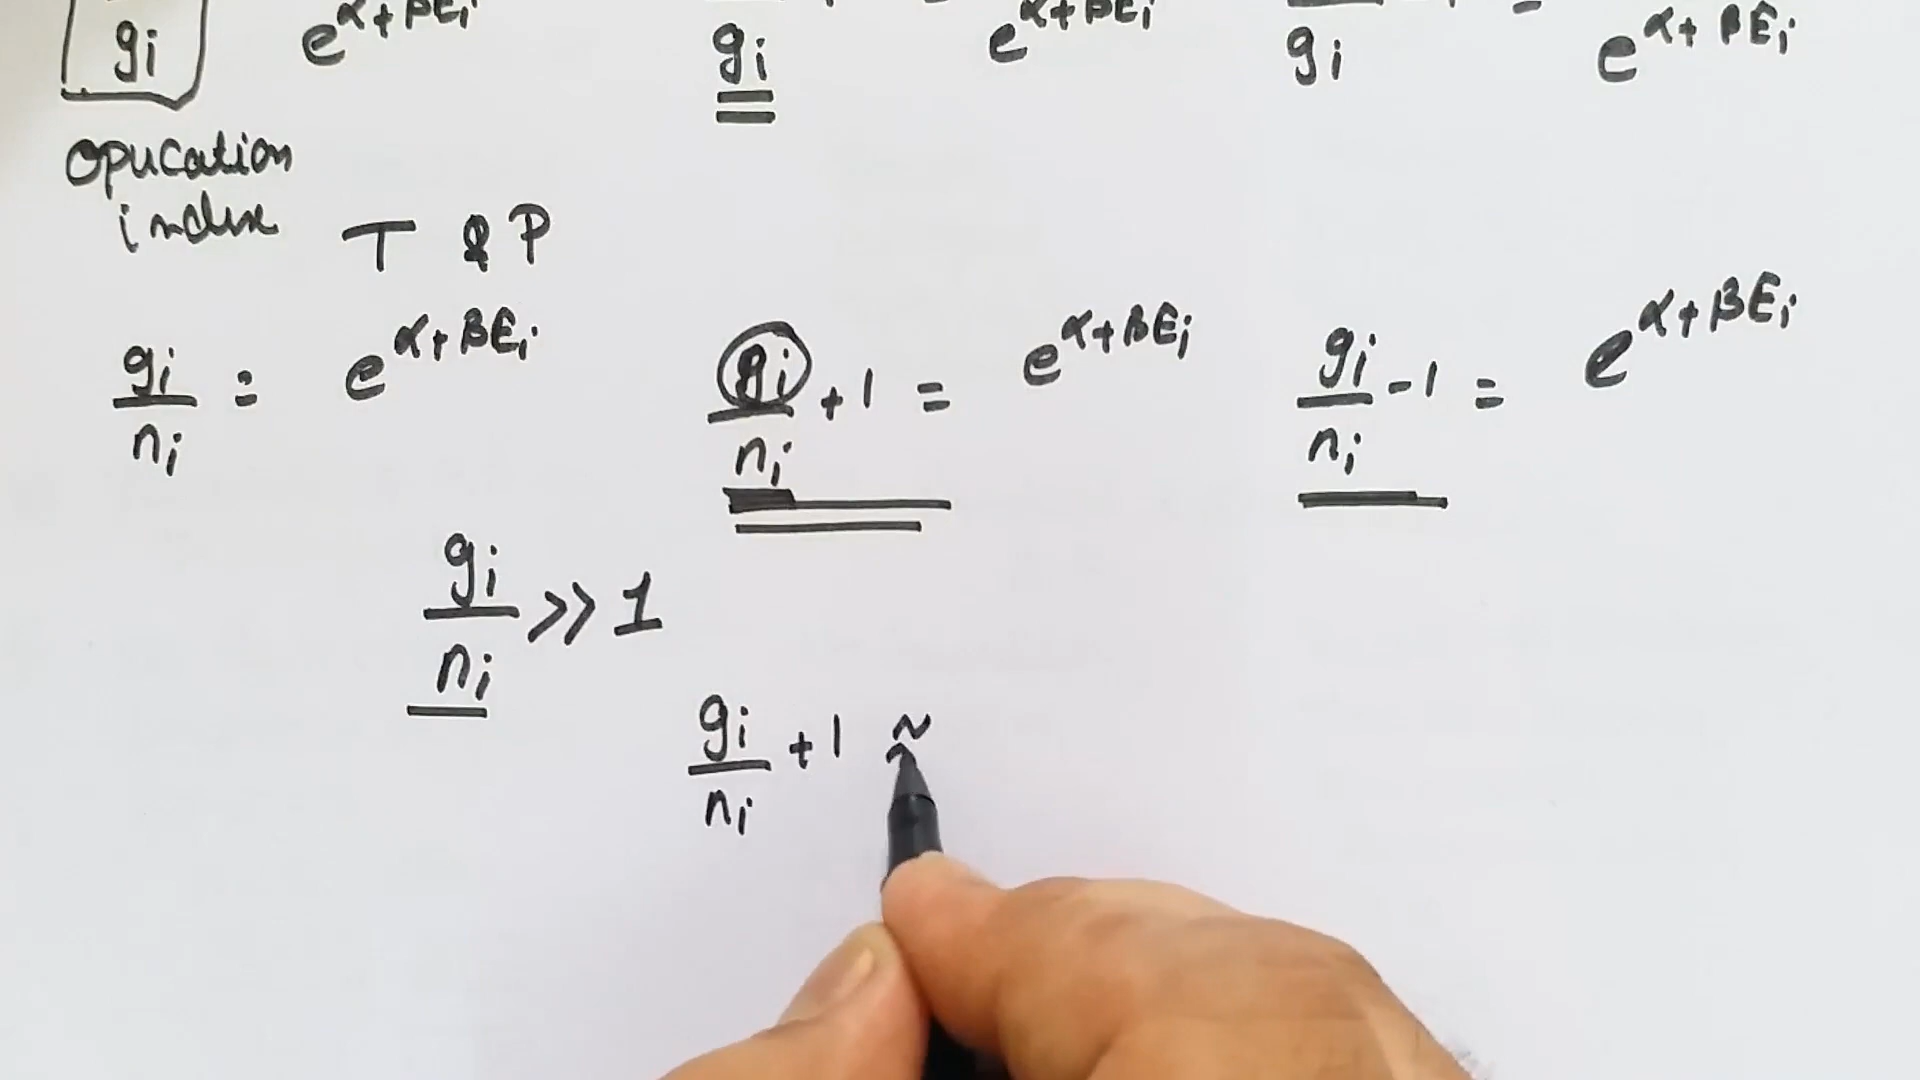 gi e^α+βEi gi e^α+βEi gi - e^α+βEi
opucation
index T & P
gi/ni = e^α+βEi gi/ni + 1 = e^α+βEi gi/ni - 1 = e^α+βEi
gi/ni >> 1
gi/ni + 1 ≈